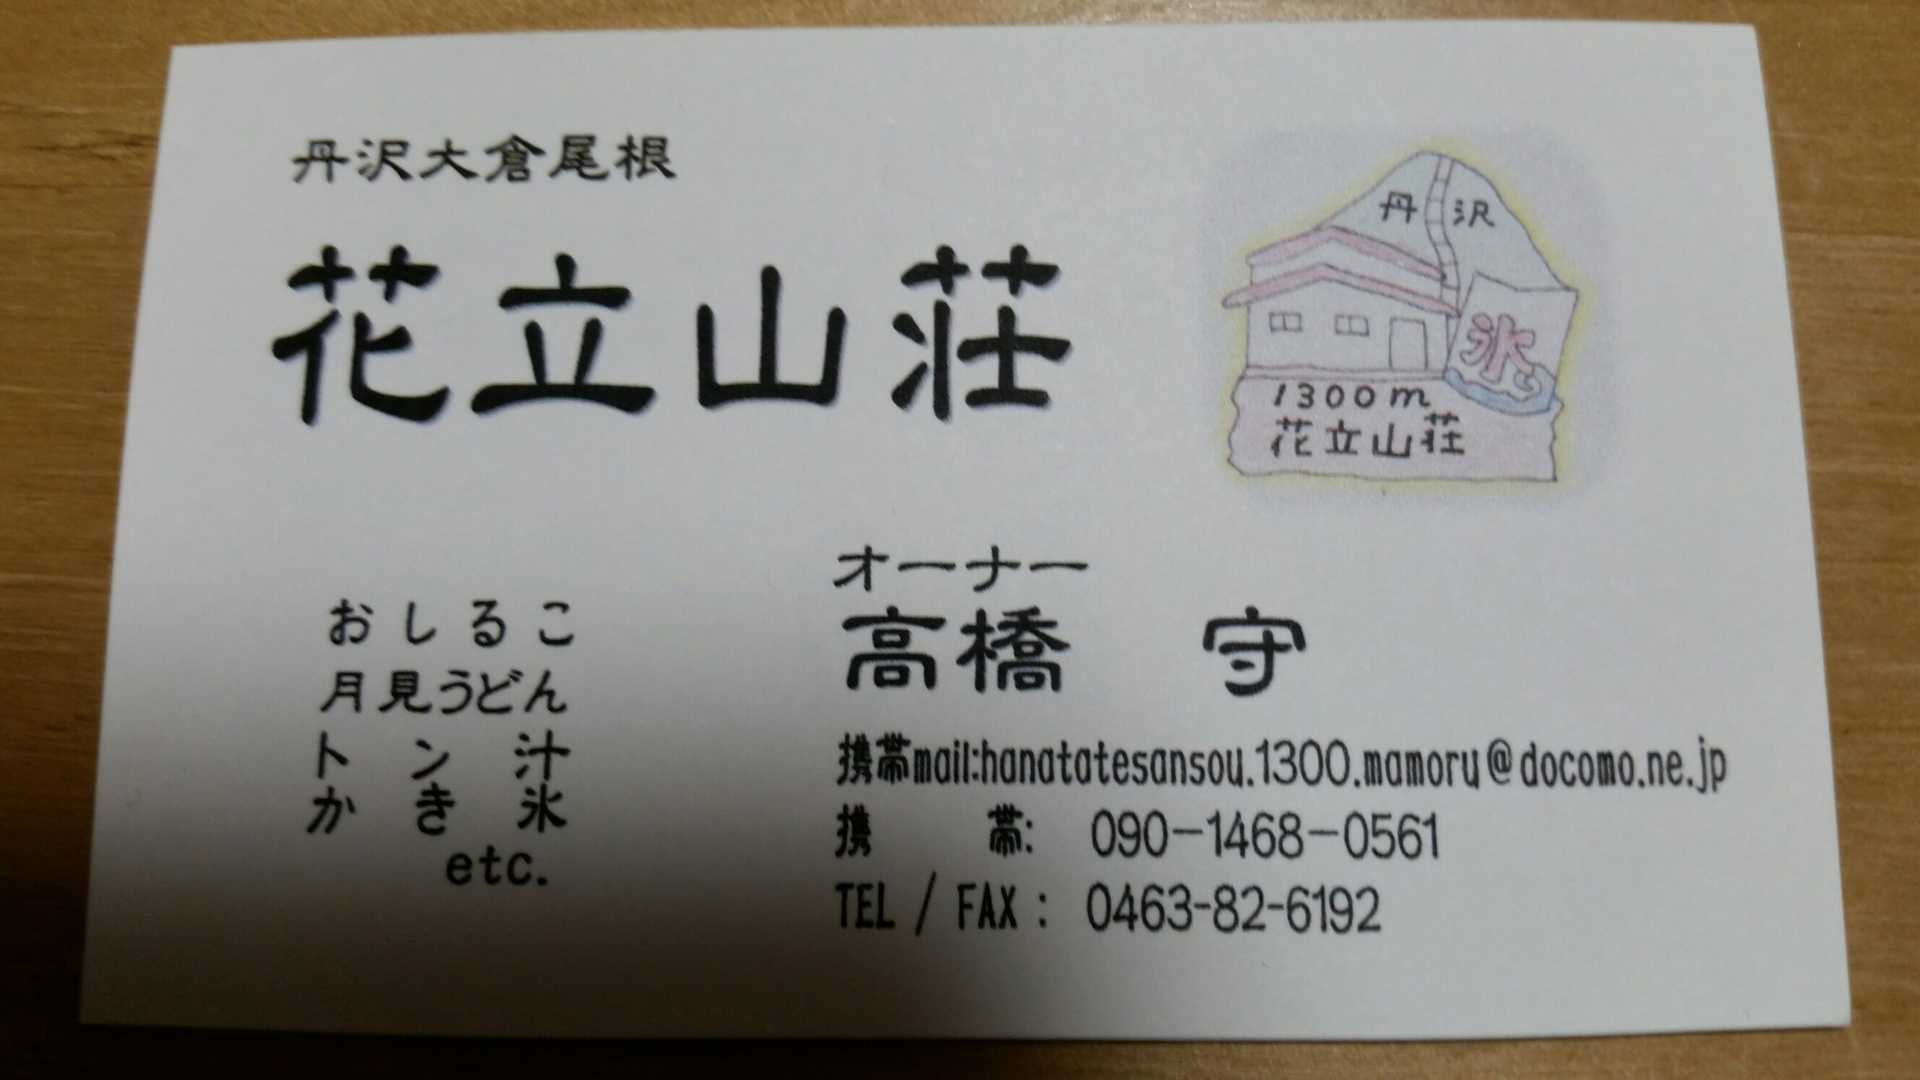 丹沢大倉尾根
花立山荘
丹沢
氷
1300m
花立山荘
おしるこ
月見うどん
トン汁
かき氷
etc.
オーナー
高橋 守
携帯mail:hanatatesansou.1300.mamoru@docomo.ne.jp
携 帯: 090-1468-0561
TEL / FAX : 0463-82-6192